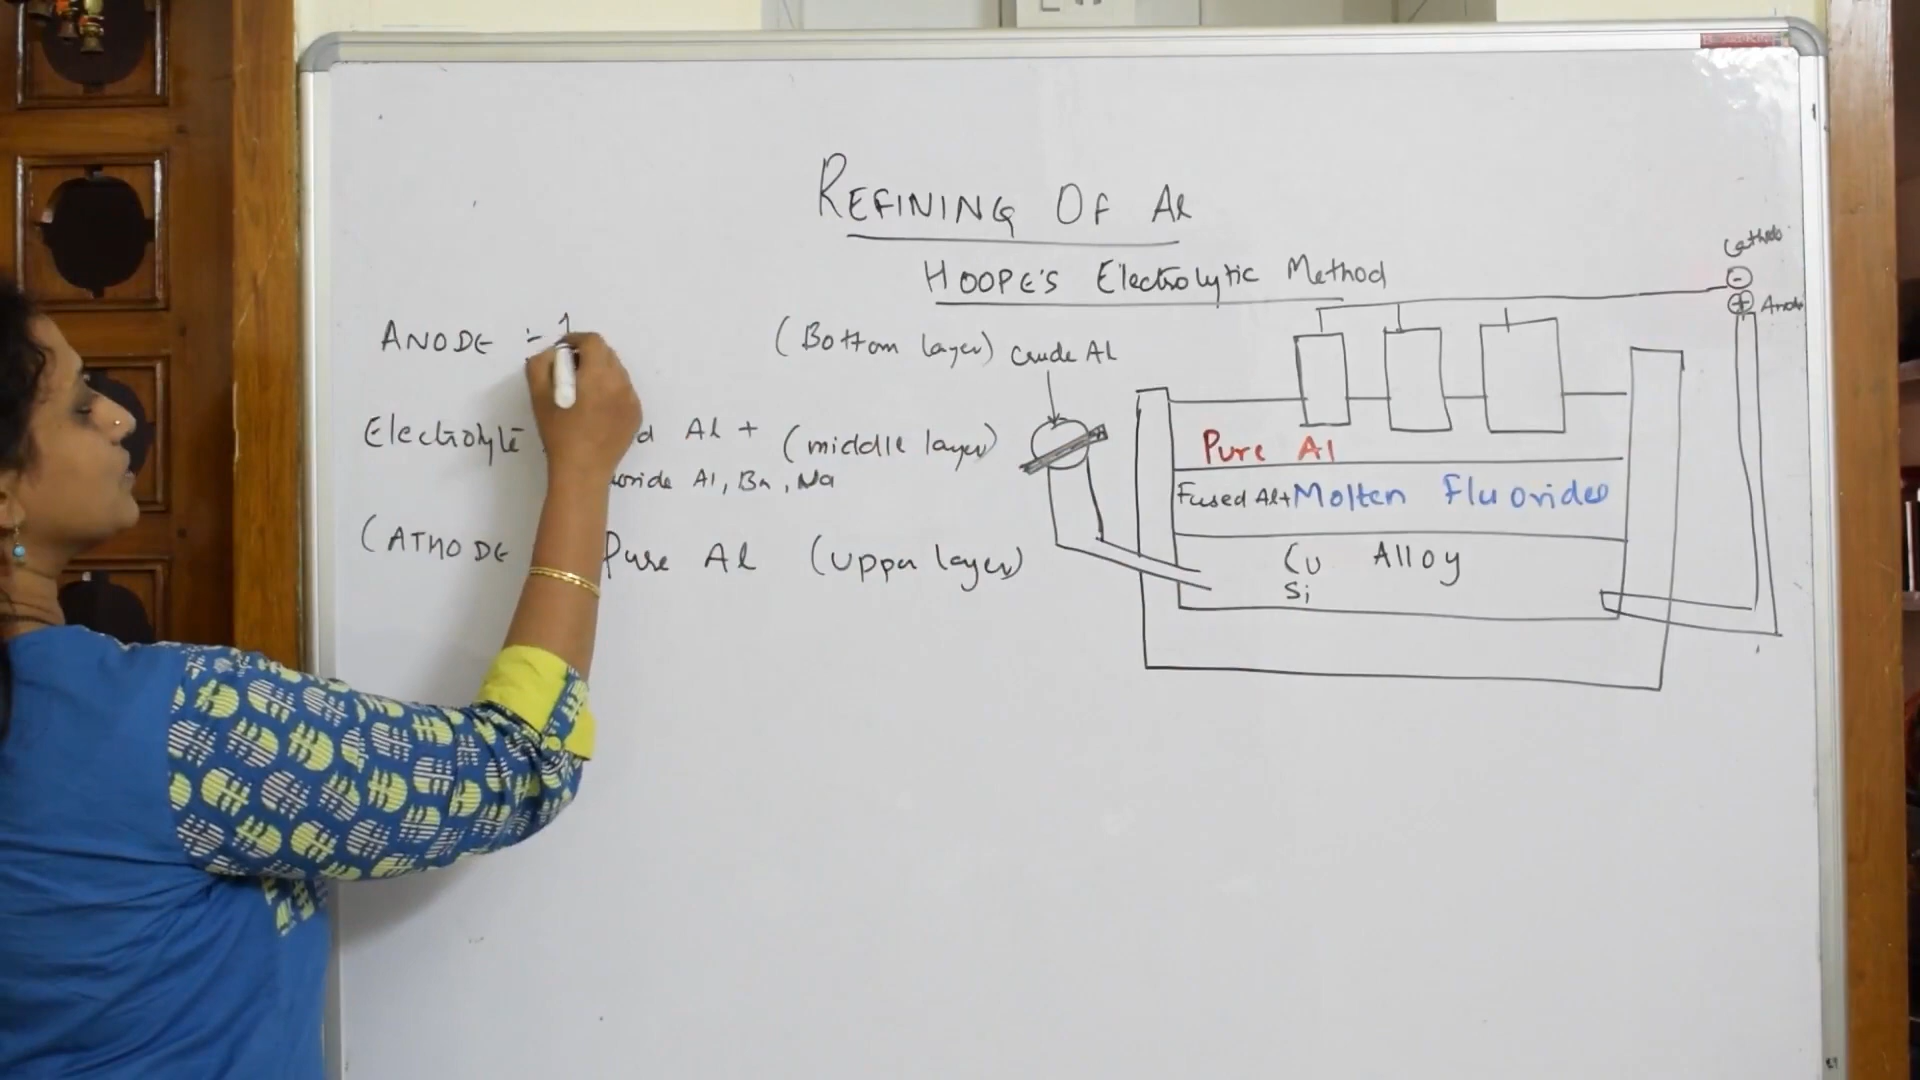 REFINING OF Al
HOOPE'S Electrolytic Method
Cathode
-
+ Anode
ANODE :- (Bottom layer) Crude Al
Electrolyte Al + (middle layer)
Al, Ba, Na
CATHODE Pure Al (Upper layer)
Pure Al
Fused Al+ Molten Fluorides
Cu Alloy
Si